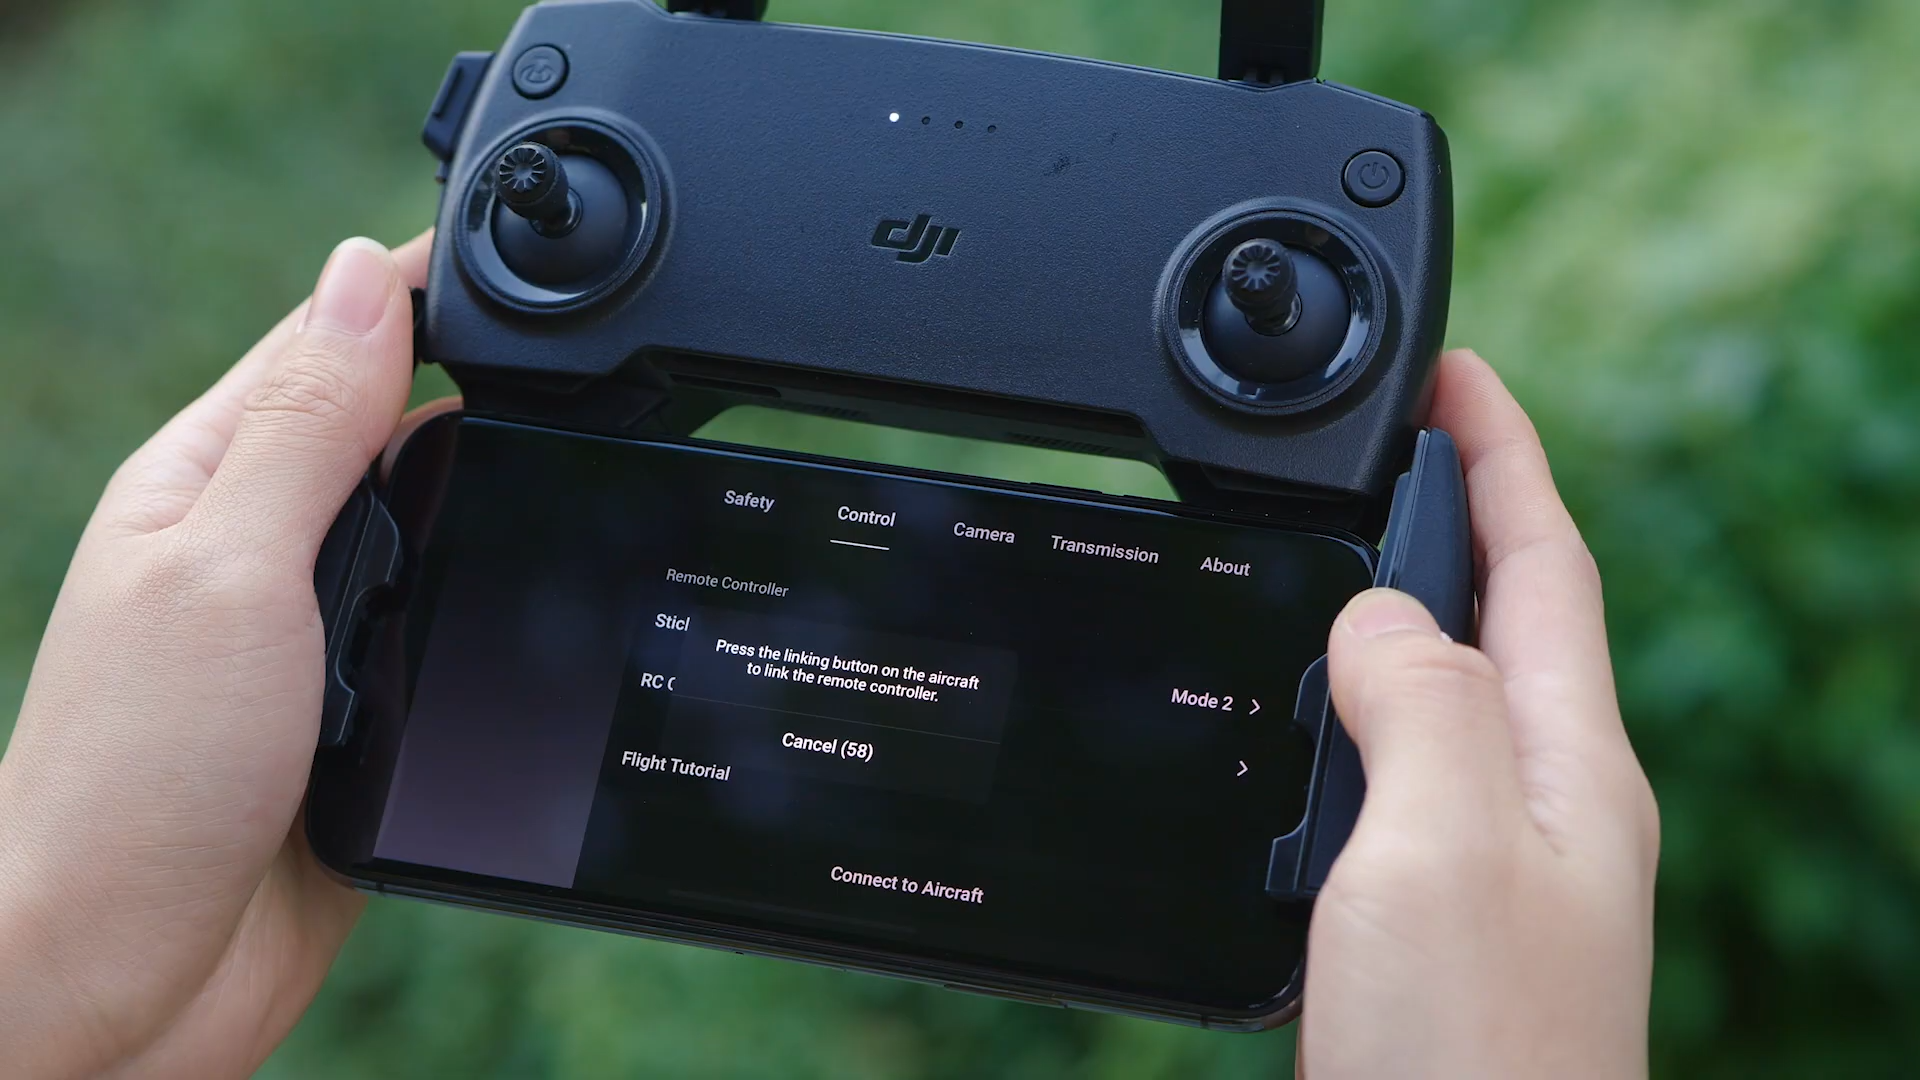 dji
Safety
Control
Camera
Transmission
About
Remote Controller
Mode 2
Press the linking button on the aircraft
to link the remote controller.
RC
Cancel (58)
Flight Tutorial
Connect to Aircraft